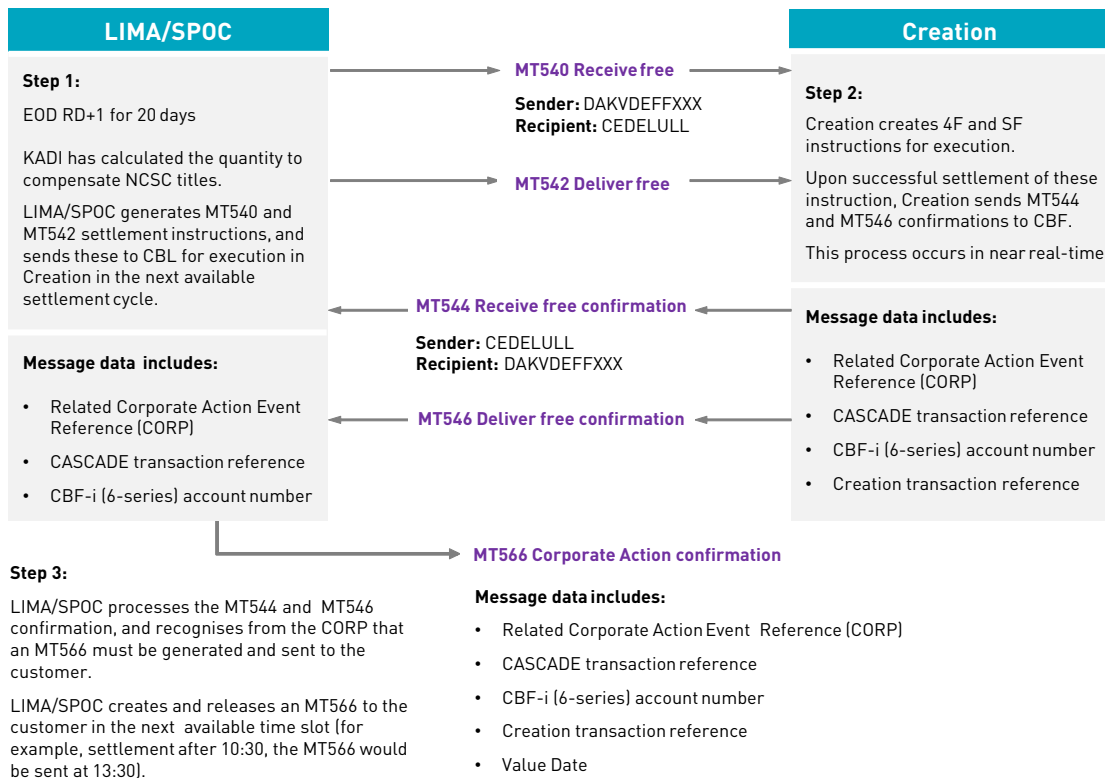 LIMA/SPOC
Step 1:
EOD RD+1 for 20 days
KADI has calculated the quantity to
compensate NCSC titles.
LIMA/SPOC generates MT540 and
MT542 settlement instructions, and
sends these to CBL for execution in
Creation in the next available
settlement cycle.
Message data includes:
• Related Corporate Action Event
Reference (CORP)
• CASCADE transaction reference
• CBF-i (6-series) account number
MT540 Receive free
Sender: DAKVDEFFXXX
Recipient: CEDELULL
MT542 Deliver free
MT544 Receive free confirmation
Sender: CEDELULL
Recipient: DAKVDEFFXXX
MT546 Deliver free confirmation
Creation
Step 2:
Creation creates 4F and SF
instructions for execution.
Upon successful settlement of these
instruction, Creation sends MT544
and MT546 confirmations to CBF.
This process occurs in near real-time
Message data includes:
• Related Corporate Action Event
Reference (CORP)
• CASCADE transaction reference
• CBF-i (6-series) account number
• Creation transaction reference
Step 3:
LIMA/SPOC processes the MT544 and MT546
confirmation, and recognises from the CORP that
an MT566 must be generated and sent to the
customer.
LIMA/SPOC creates and releases an MT566 to the
customer in the next available time slot (for
example, settlement after 10:30, the MT566 would
be sent at 13:30).
MT566 Corporate Action confirmation
Message data includes:
• Related Corporate Action Event Reference (CORP)
• CASCADE transaction reference
• CBF-i (6-series) account number
• Creation transaction reference
• Value Date